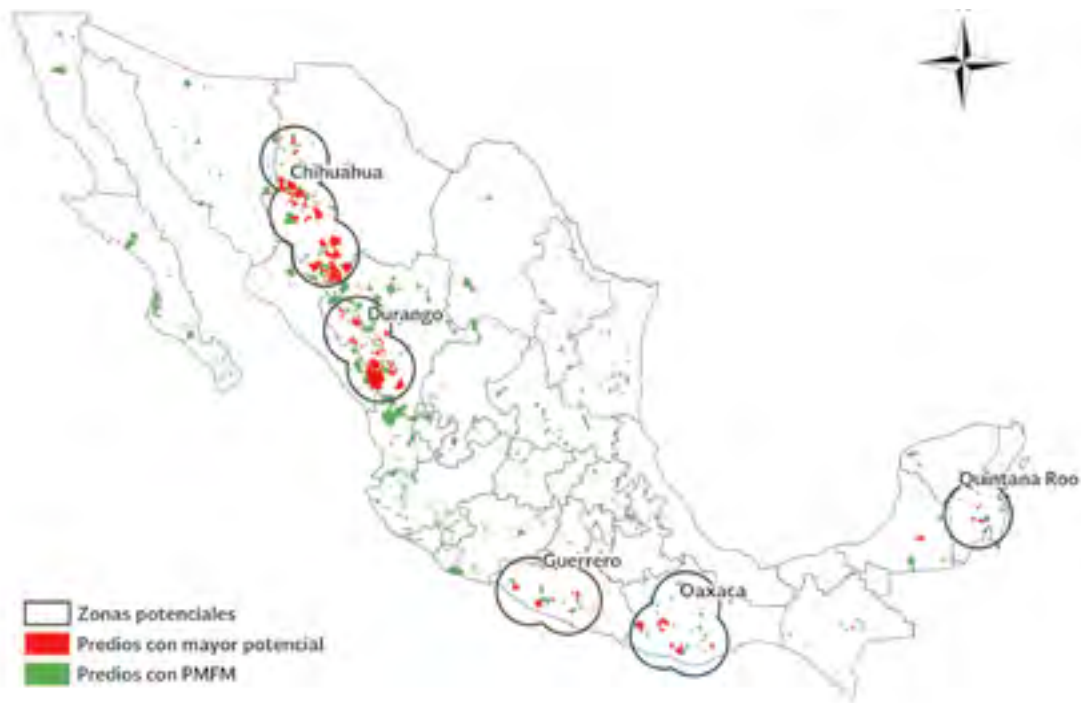 Chihuahua
Durango
Quintana Roo
Guerrero
Oaxaca
Zonas potenciales
Predios con mayor potencial
Predios con PMFM